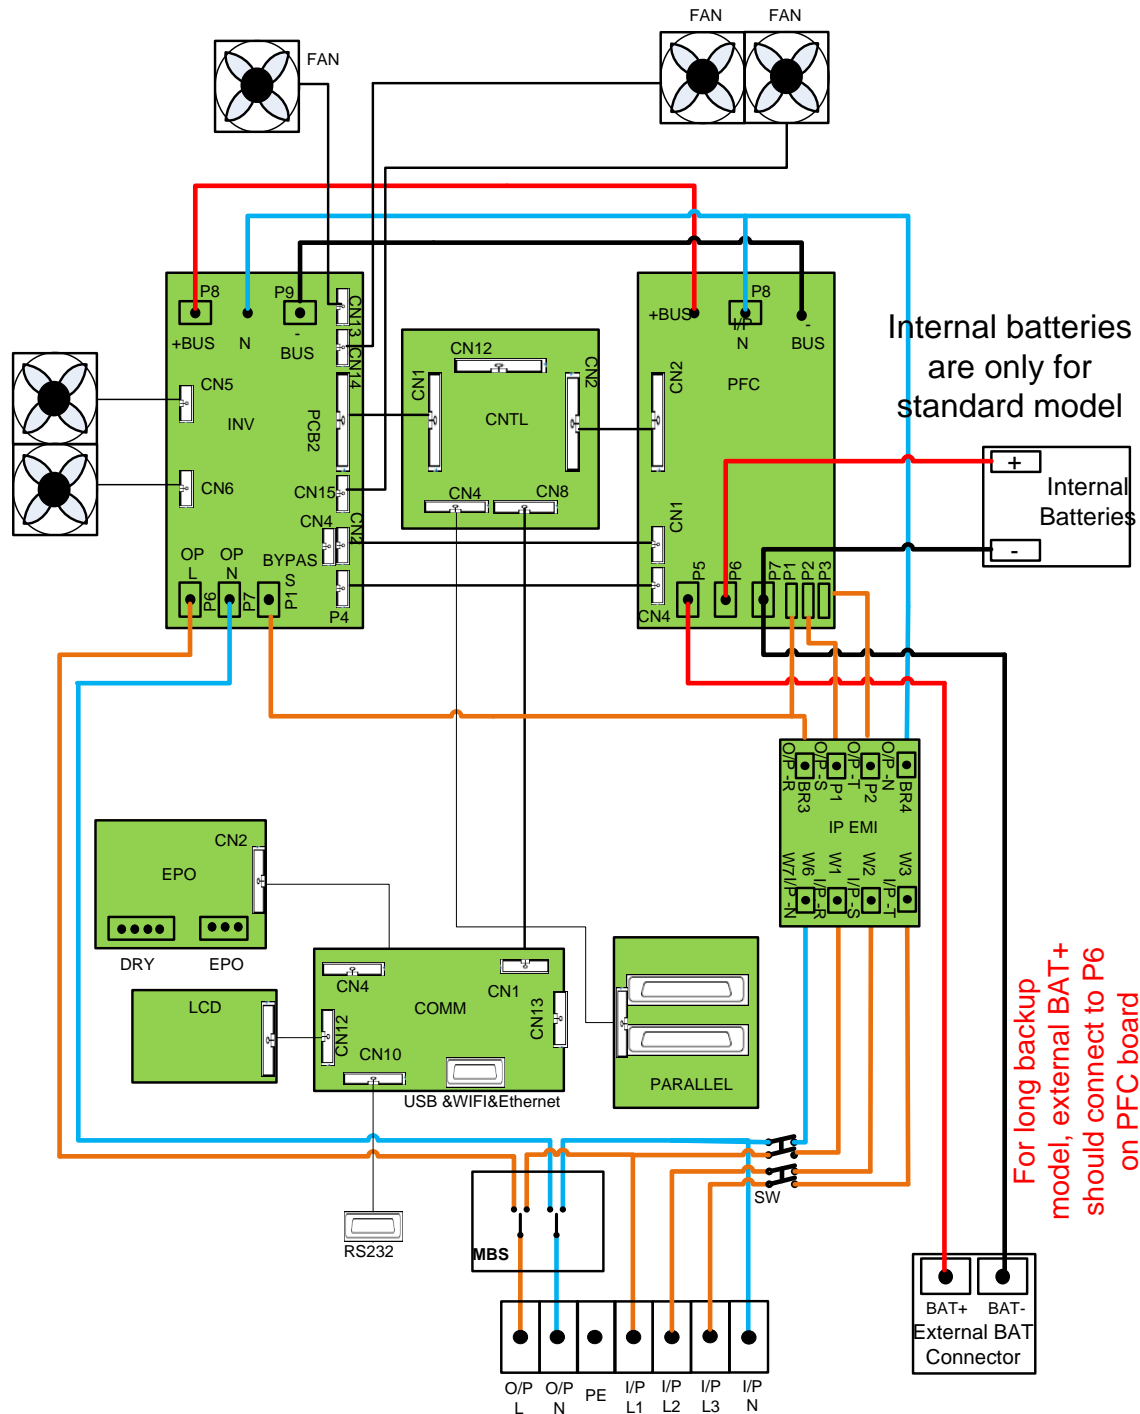 FAN
FAN
FAN
P8
P9
+BUS
N
-
BUS
CN13
CN14
CN5
INV
PCB2
CN6
CN15
CN4
CN2
OP
L
OP
N
BYPAS
S
P6
P7
P1
P4
CN12
CN1
CN2
CNTL
CN4
CN8
+BUS
P8
I/P
N
-
BUS
CN2
PFC
CN1
CN4
P5
P6
P7
P1
P2
P3
Internal batteries
are only for
standard model
+
Internal
Batteries
-
O/P -R
BR3
O/P -S
P1
O/P -T
P2
O/P -N
BR4
IP EMI
W7
I/P -N
W6
I/P -R
W1
I/P -S
W2
I/P -T
W3
CN2
EPO
DRY
EPO
LCD
CN4
CN1
COMM
CN12
CN13
CN10
USB &WIFI&Ethernet
PARALLEL
For long backup
model, external BAT+
should connect to P6
on PFC board
SW
RS232
MBS
BAT+
BAT-
External BAT
Connector
O/P
L
O/P
N
PE
I/P
L1
I/P
L2
I/P
L3
I/P
N